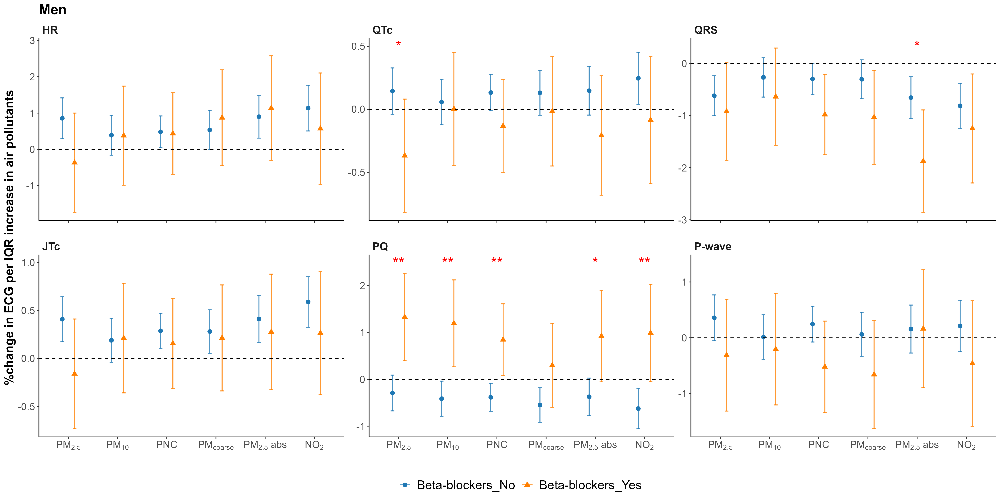 Men
%change in ECG per IQR increase in air pollutants
HR
3
2
1
0
-1
QTc
*
0.5
0.0
-0.5
QRS
*
0
-1
-2
-3
JTc
1.0
0.5
0.0
-0.5
PM2.5 PM10 PNC PMcoarse PM2.5 abs NO2
PQ
** ** ** * **
2
1
0
-1
PM2.5 PM10 PNC PMcoarse PM2.5 abs NO2
P-wave
1
0
-1
PM2.5 PM10 PNC PMcoarse PM2.5 abs NO2
Beta-blockers_No Beta-blockers_Yes